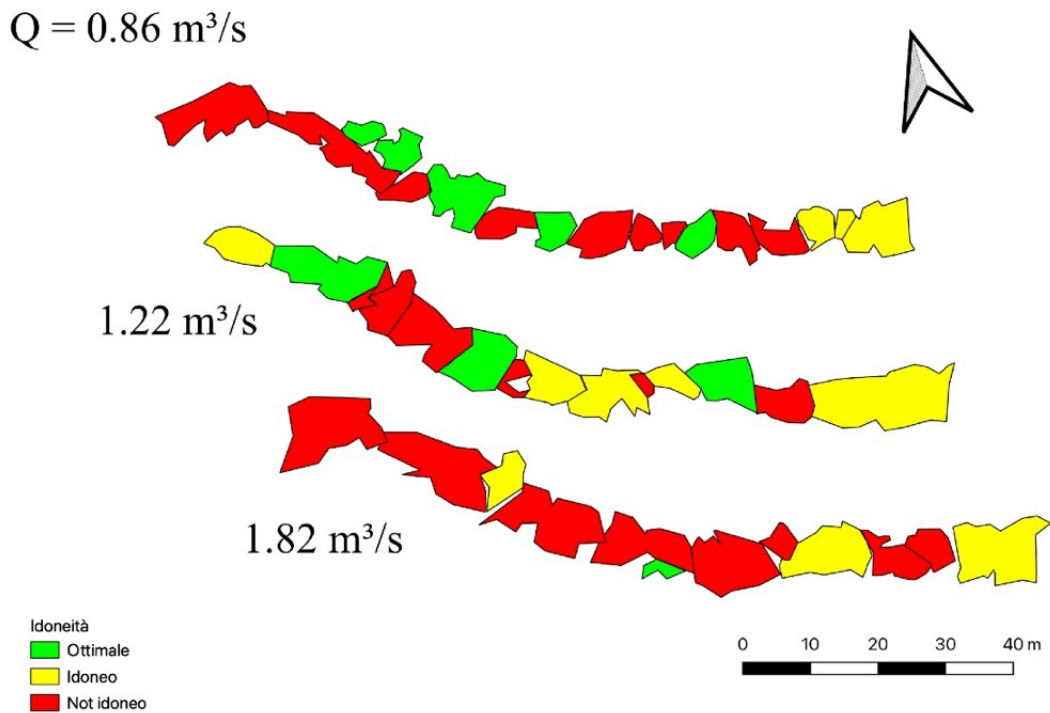 Q = 0.86 m³/s
1.22 m³/s
1.82 m³/s
Idoneità
Ottimale
Idoneo
Not idoneo
0 10 20 30 40 m